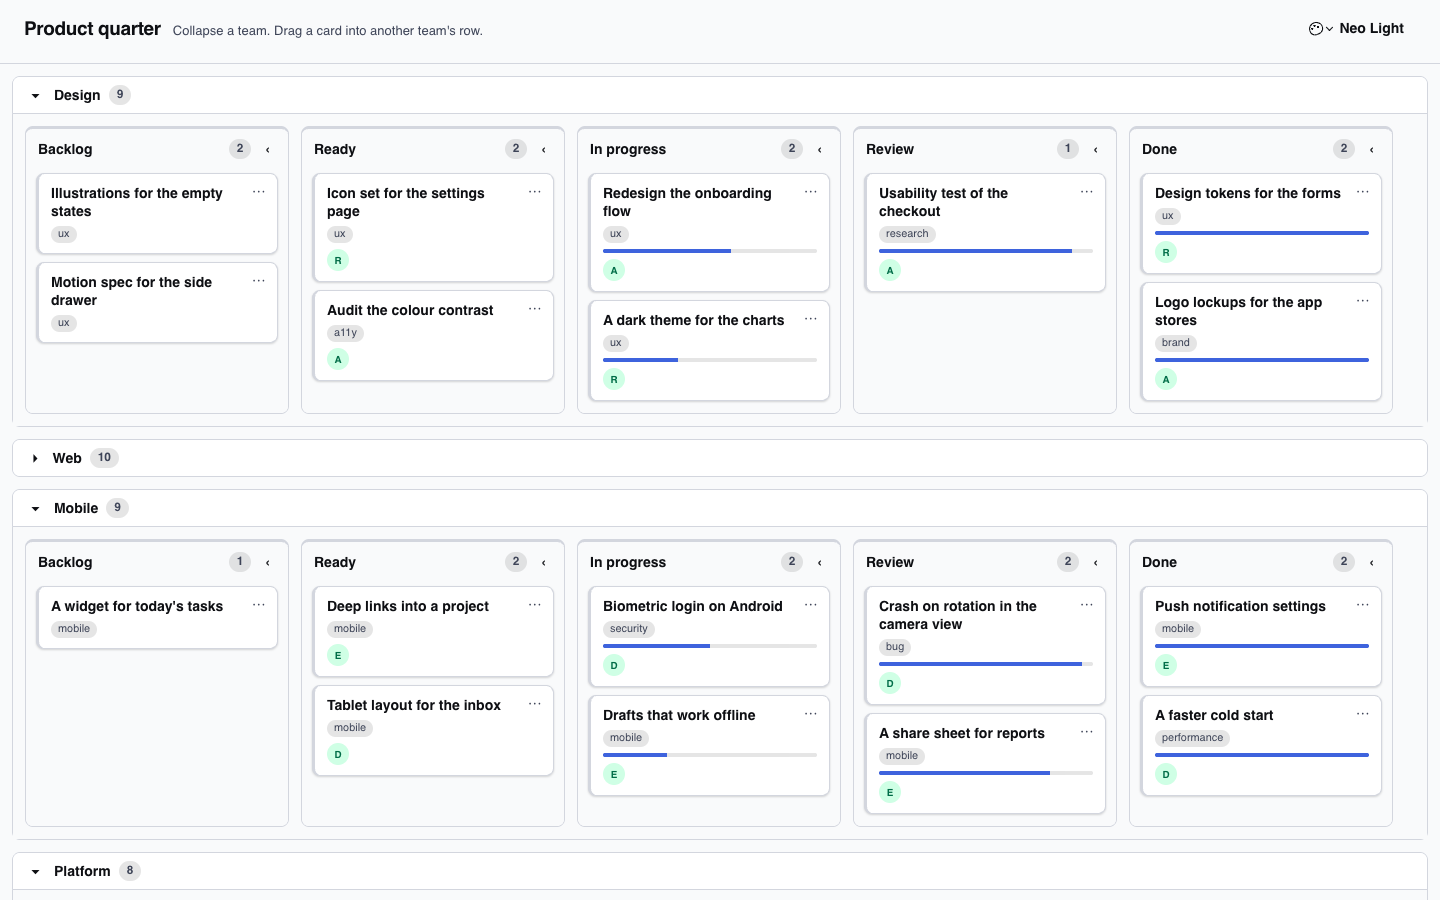 Product quarter Collapse a team. Drag a card into another team's row. Neo Light
Design 9
Backlog 2
Illustrations for the empty
states
ux
Motion spec for the side
drawer
ux
Ready 2
Icon set for the settings
page
ux
R
Audit the colour contrast
a11y
A
In progress 2
Redesign the onboarding
flow
ux
A
A dark theme for the charts
ux
R
Review 1
Usability test of the
checkout
research
A
Done 2
Design tokens for the forms
ux
R
Logo lockups for the app
stores
brand
A
Web 10
Mobile 9
Backlog 1
A widget for today's tasks
mobile
Ready 2
Deep links into a project
mobile
E
Tablet layout for the inbox
mobile
D
In progress 2
Biometric login on Android
security
D
Drafts that work offline
mobile
E
Review 2
Crash on rotation in the
camera view
bug
D
A share sheet for reports
mobile
E
Done 2
Push notification settings
mobile
E
A faster cold start
performance
D
Platform 8